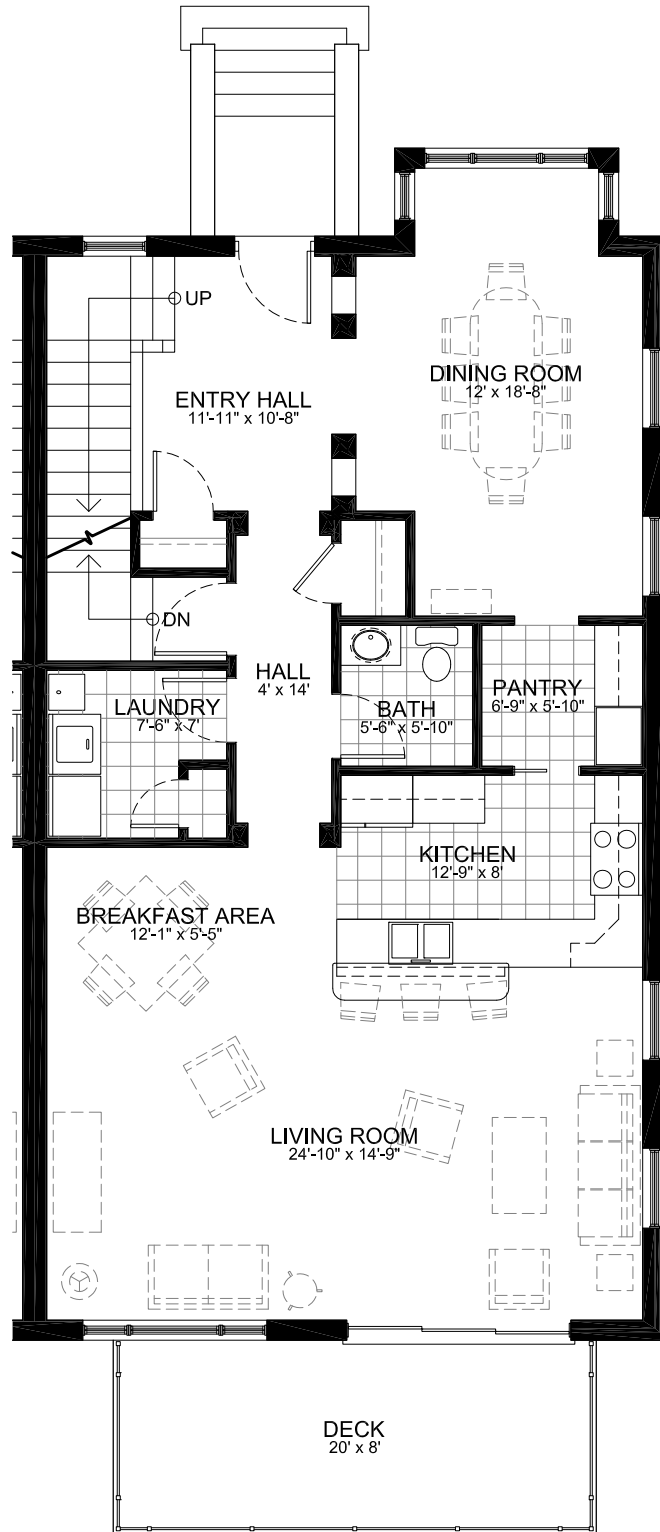 UP
ENTRY HALL
11'-11" x 10'-8"
DINING ROOM
12' x 18'-8"
DN
HALL
4' x 14'
LAUNDRY
7'-6" x 7'
BATH
5'-6" x 5'-10"
PANTRY
6'-9" x 5'-10"
KITCHEN
12'-9" x 8'
BREAKFAST AREA
12'-1" x 5'-5"
LIVING ROOM
24'-10" x 14'-9"
DECK
20' x 8'